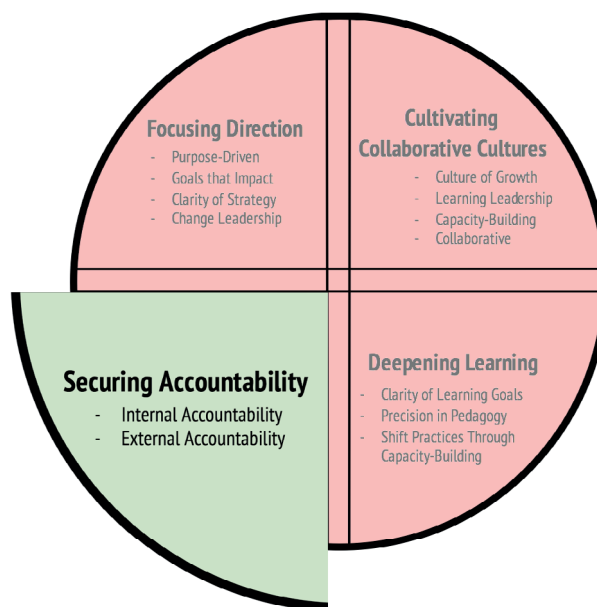 Focusing Direction
- Purpose-Driven
- Goals that Impact
- Clarity of Strategy
- Change Leadership
Cultivating
Collaborative Cultures
- Culture of Growth
- Learning Leadership
- Capacity-Building
- Collaborative
Securing Accountability
- Internal Accountability
- External Accountability
Deepening Learning
- Clarity of Learning Goals
- Precision in Pedagogy
- Shift Practices Through
Capacity-Building